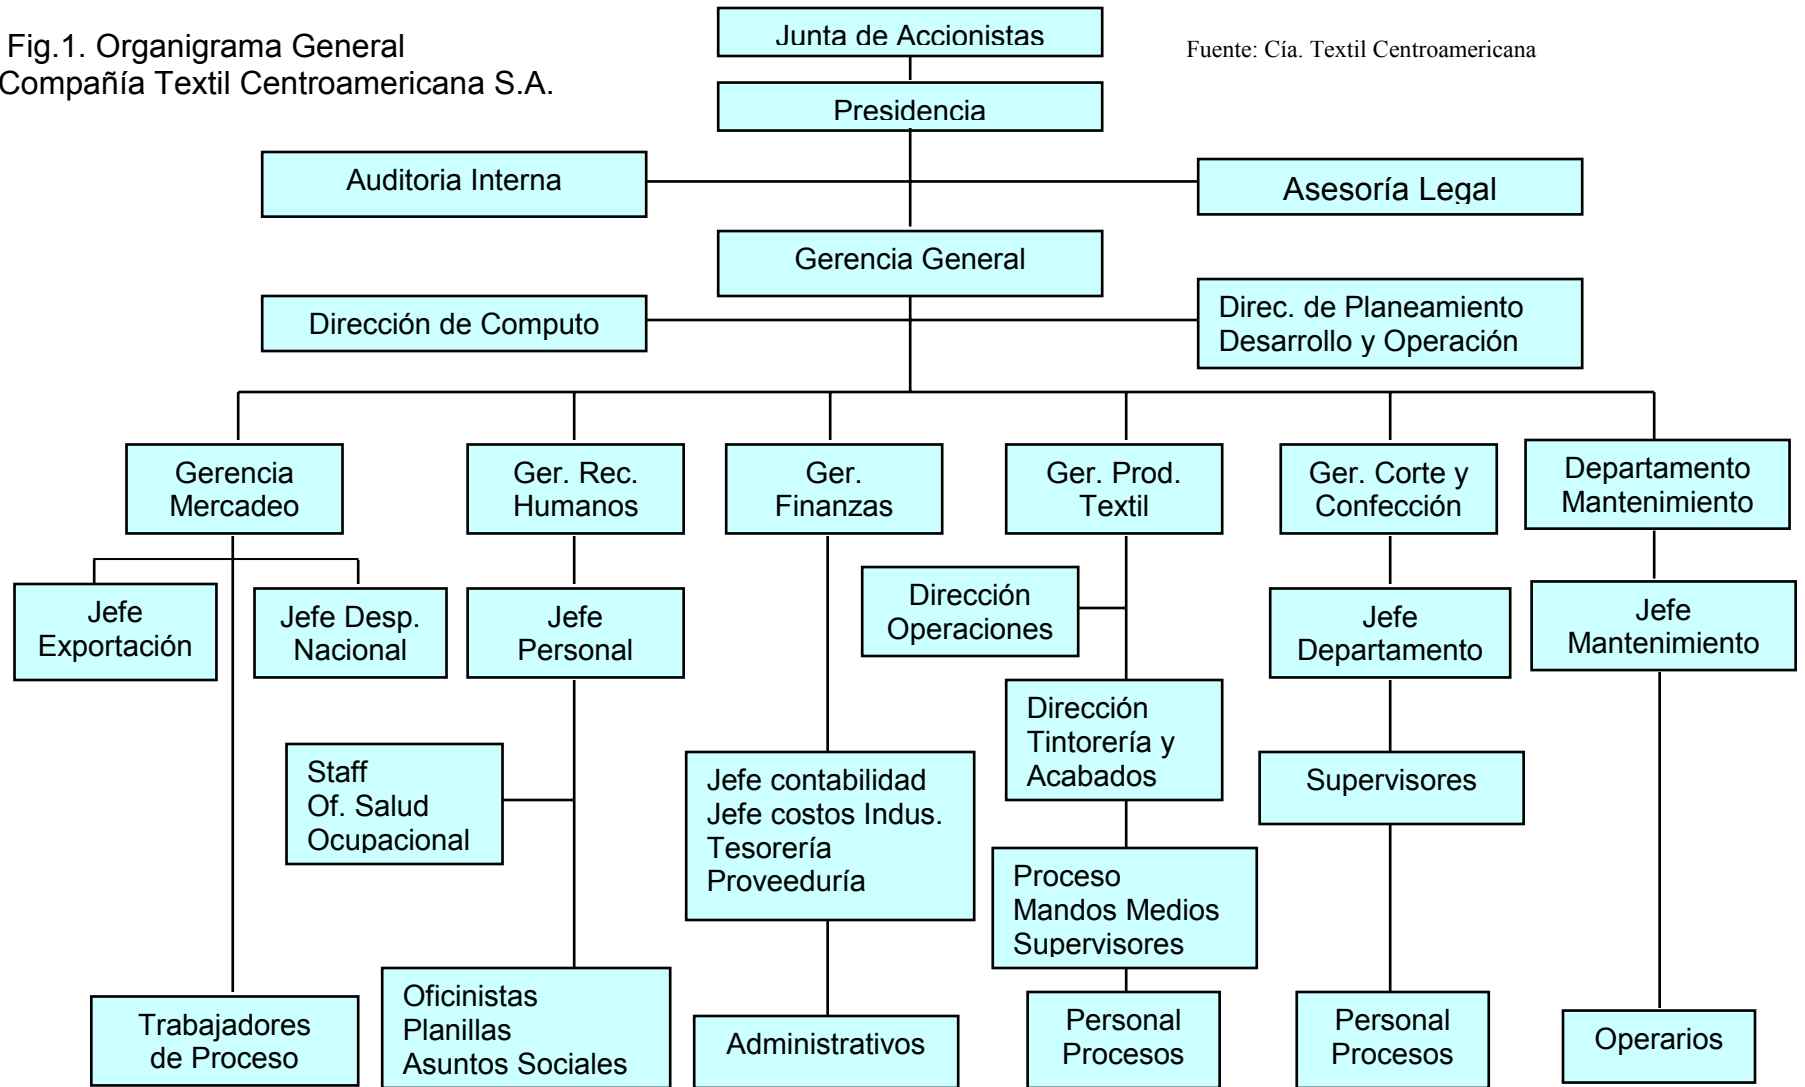 Fig.1. Organigrama General
Compañía Textil Centroamericana S.A.
Junta de Accionistas
Fuente: Cía. Textil Centroamericana
Presidencia
Auditoria Interna
Asesoría Legal
Gerencia General
Dirección de Computo
Direc. de Planeamiento
Desarrollo y Operación
Gerencia
Mercadeo
Ger. Rec.
Humanos
Ger.
Finanzas
Ger. Prod.
Textil
Ger. Corte y
Confección
Departamento
Mantenimiento
Jefe
Exportación
Jefe Desp.
Nacional
Jefe
Personal
Dirección
Operaciones
Jefe
Departamento
Jefe
Mantenimiento
Dirección
Tintorería y
Acabados
Staff
Of. Salud
Ocupacional
Jefe contabilidad
Jefe costos Indus.
Tesorería
Proveeduría
Supervisores
Proceso
Mandos Medios
Supervisores
Trabajadores
de Proceso
Oficinistas
Planillas
Asuntos Sociales
Administrativos
Personal
Procesos
Personal
Procesos
Operarios